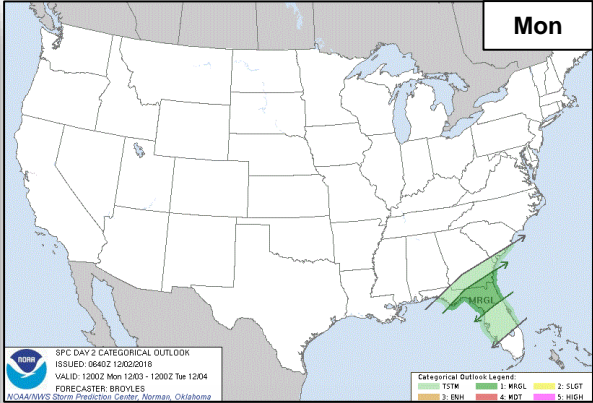 Mon
MRGL
NOAA
SPC DAY 2 CATEGORICAL OUTLOOK
ISSUED: 0640Z 12/02/2018
VALID: 1200Z Mon 12/03 - 1200Z Tue 12/04
FORECASTER: BROYLES
NOAA/NWS Storm Prediction Center, Norman, Oklahoma
Categorical Outlook Legend:
TSTM 1: MRGL 2: SLGT
3: ENH 4: MDT 5: HIGH